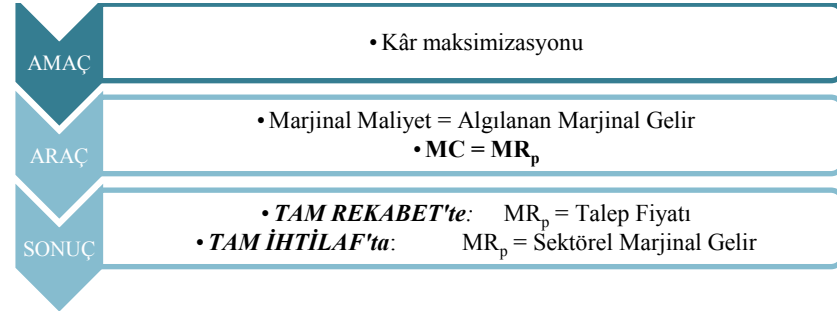 AMAÇ
• Kâr maksimizasyonu
ARAÇ
• Marjinal Maliyet = Algılanan Marjinal Gelir
• MC = MRp
SONUÇ
• TAM REKABET'te: MRp = Talep Fiyatı
• TAM İHTİLAF'ta: MRp = Sektörel Marjinal Gelir